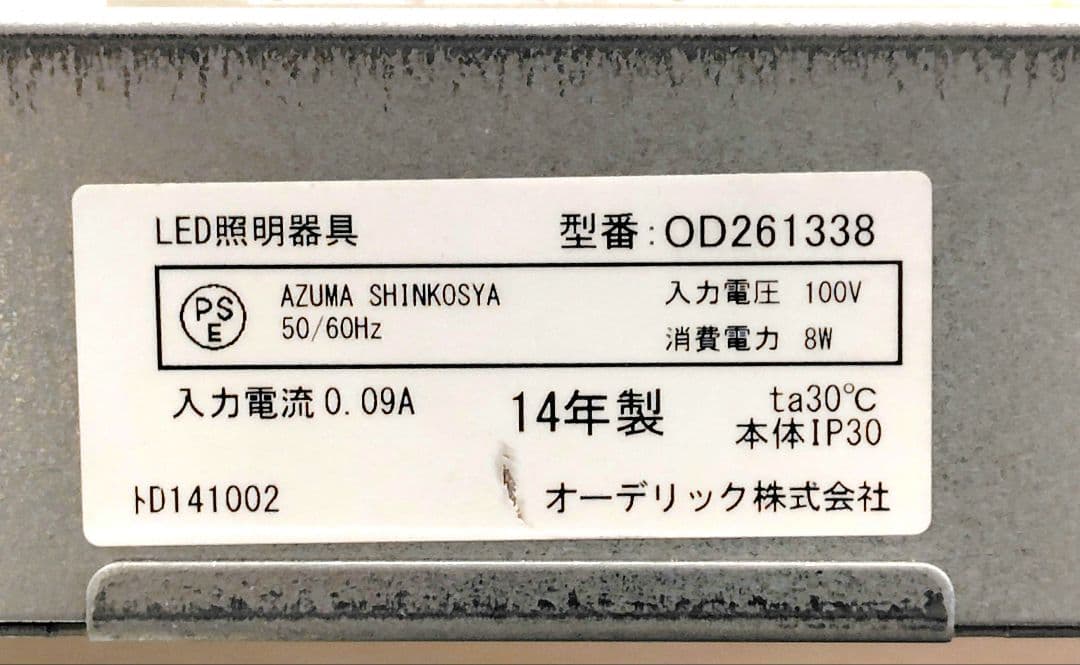 LED照明器具 型番:OD261338
PSE AZUMA SHINKOSYA 入力電圧 100V
50/60Hz 消費電力 8W
入力電流 0.09A 14年製 ta30℃
本体IP30
トD141002 オーデリック株式会社